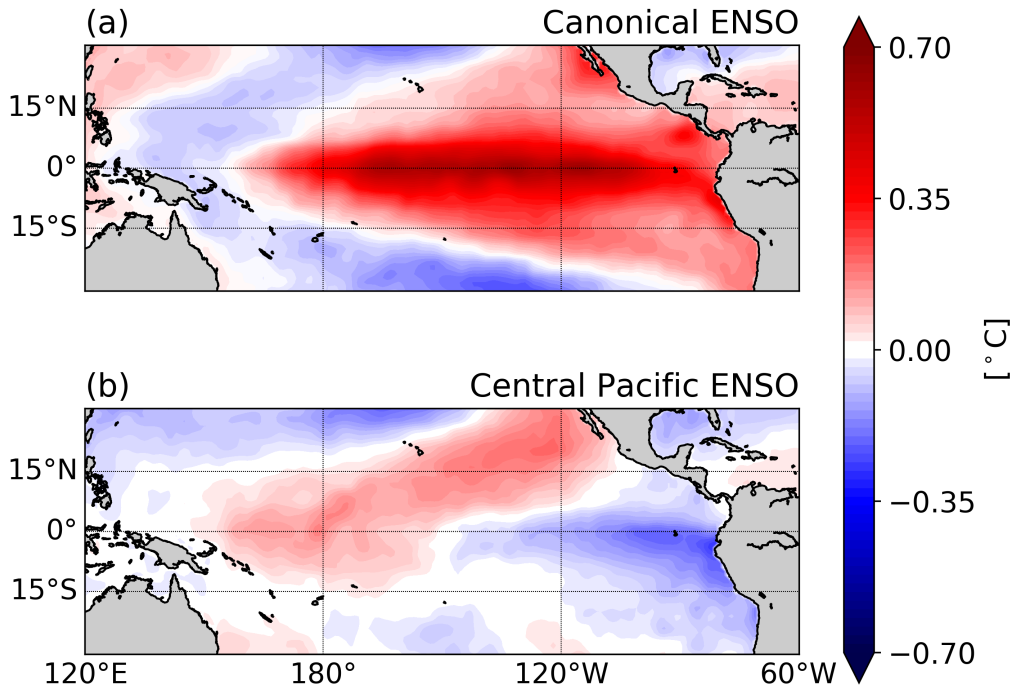 (a) Canonical ENSO
15°N
0°
15°S
(b) Central Pacific ENSO
15°N
0°
15°S
120°E 180° 120°W 60°W
0.70
0.35
0.00
−0.35
−0.70
[°C]